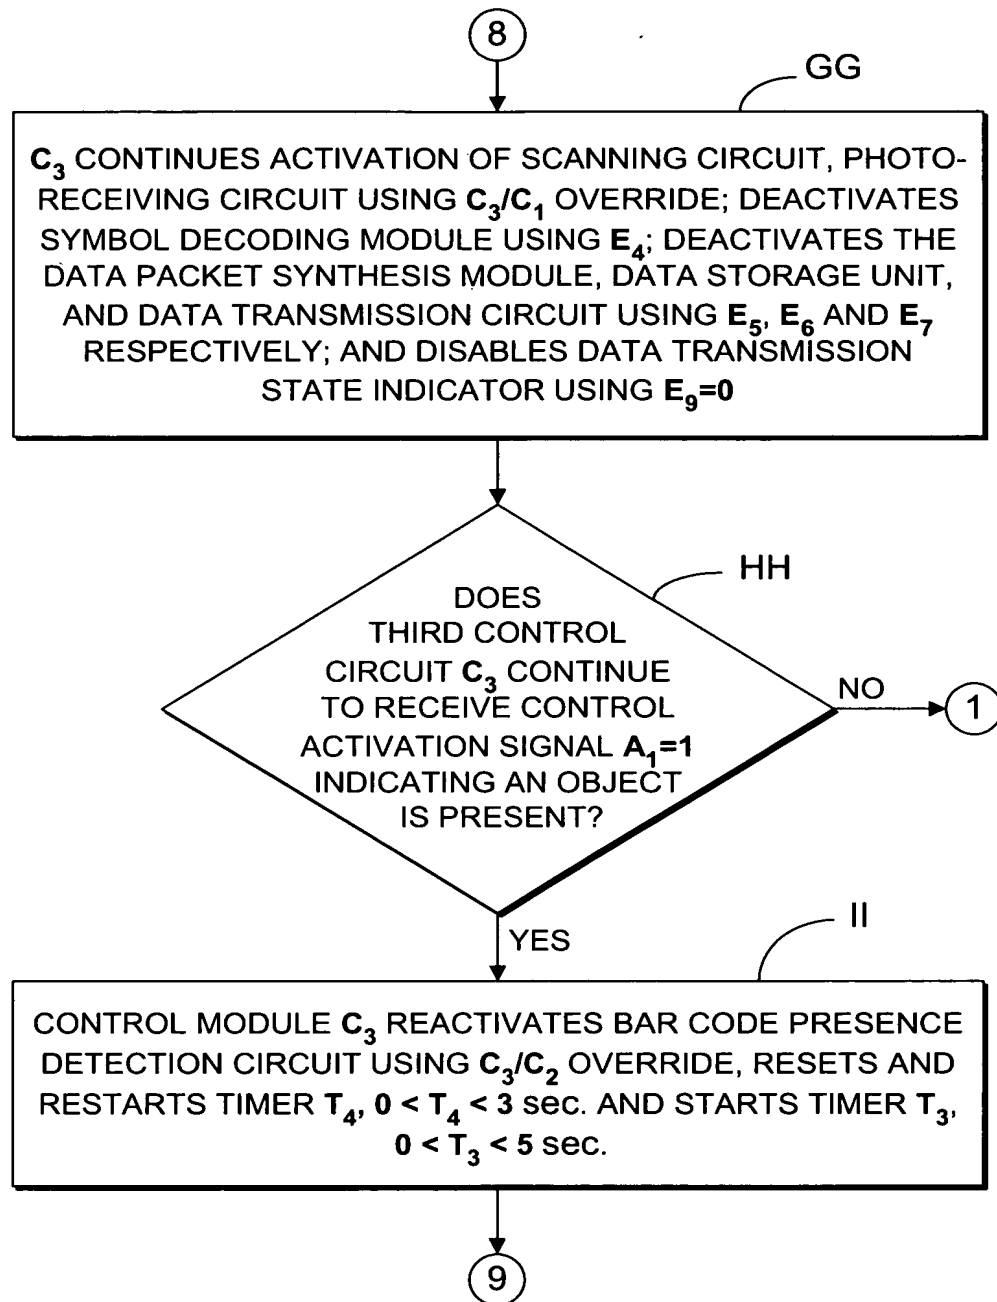 8
GG
C3 CONTINUES ACTIVATION OF SCANNING CIRCUIT, PHOTO-
RECEIVING CIRCUIT USING C3/C1 OVERRIDE; DEACTIVATES
SYMBOL DECODING MODULE USING E4; DEACTIVATES THE
DATA PACKET SYNTHESIS MODULE, DATA STORAGE UNIT,
AND DATA TRANSMISSION CIRCUIT USING E5, E6 AND E7
RESPECTIVELY; AND DISABLES DATA TRANSMISSION
STATE INDICATOR USING E9=0
HH
DOES
THIRD CONTROL
CIRCUIT C3 CONTINUE
TO RECEIVE CONTROL
ACTIVATION SIGNAL A1=1
INDICATING AN OBJECT
IS PRESENT?
NO
1
YES
II
CONTROL MODULE C3 REACTIVATES BAR CODE PRESENCE
DETECTION CIRCUIT USING C3/C2 OVERRIDE, RESETS AND
RESTARTS TIMER T4, 0 < T4 < 3 sec. AND STARTS TIMER T3,
0 < T3 < 5 sec.
9